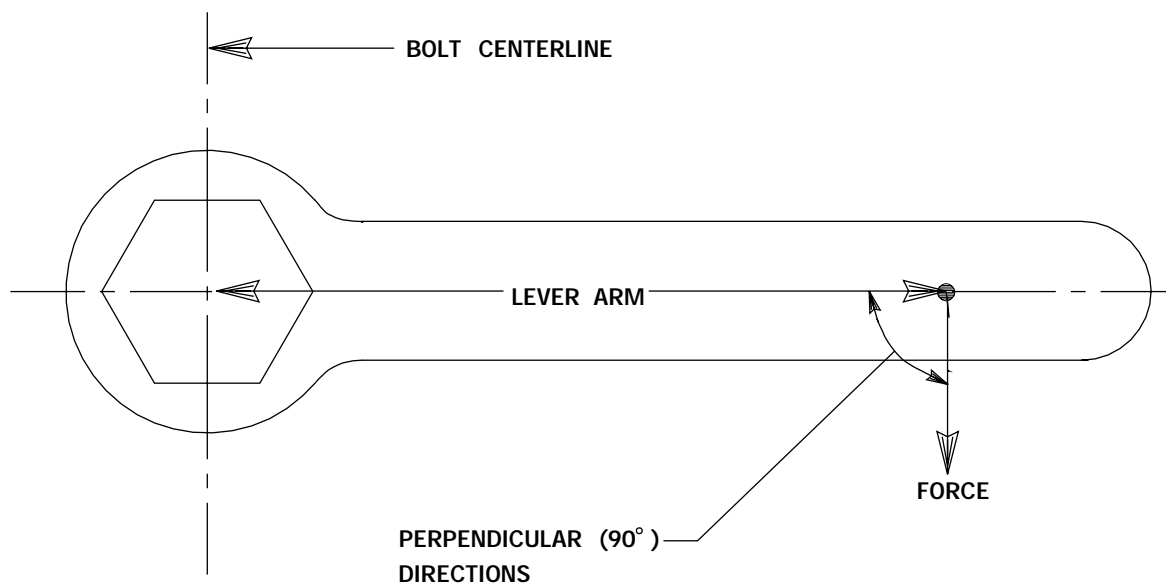 BOLT CENTERLINE
LEVER ARM
FORCE
PERPENDICULAR (90°)
DIRECTIONS